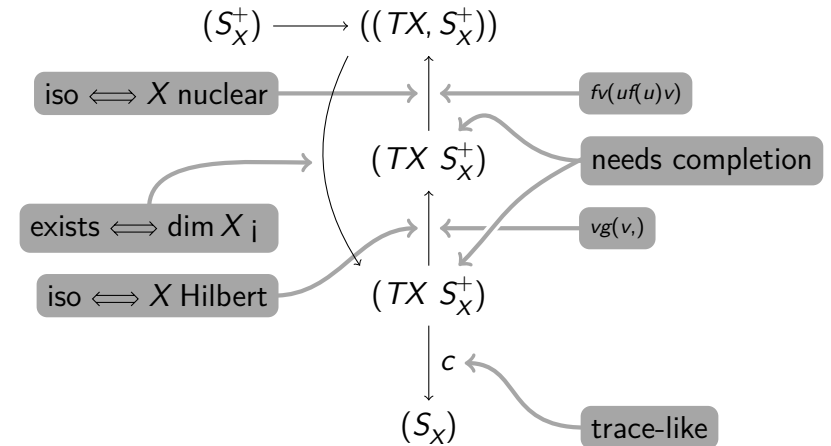 (S_X^+) ⟶ ((TX, S_X^+))
iso ⟺ X nuclear
fv(uf(u)v)
(TX S_X^+)
needs completion
exists ⟺ dim X ¡
vg(v,)
iso ⟺ X Hilbert
(TX S_X^+)
c
(S_X)
trace-like